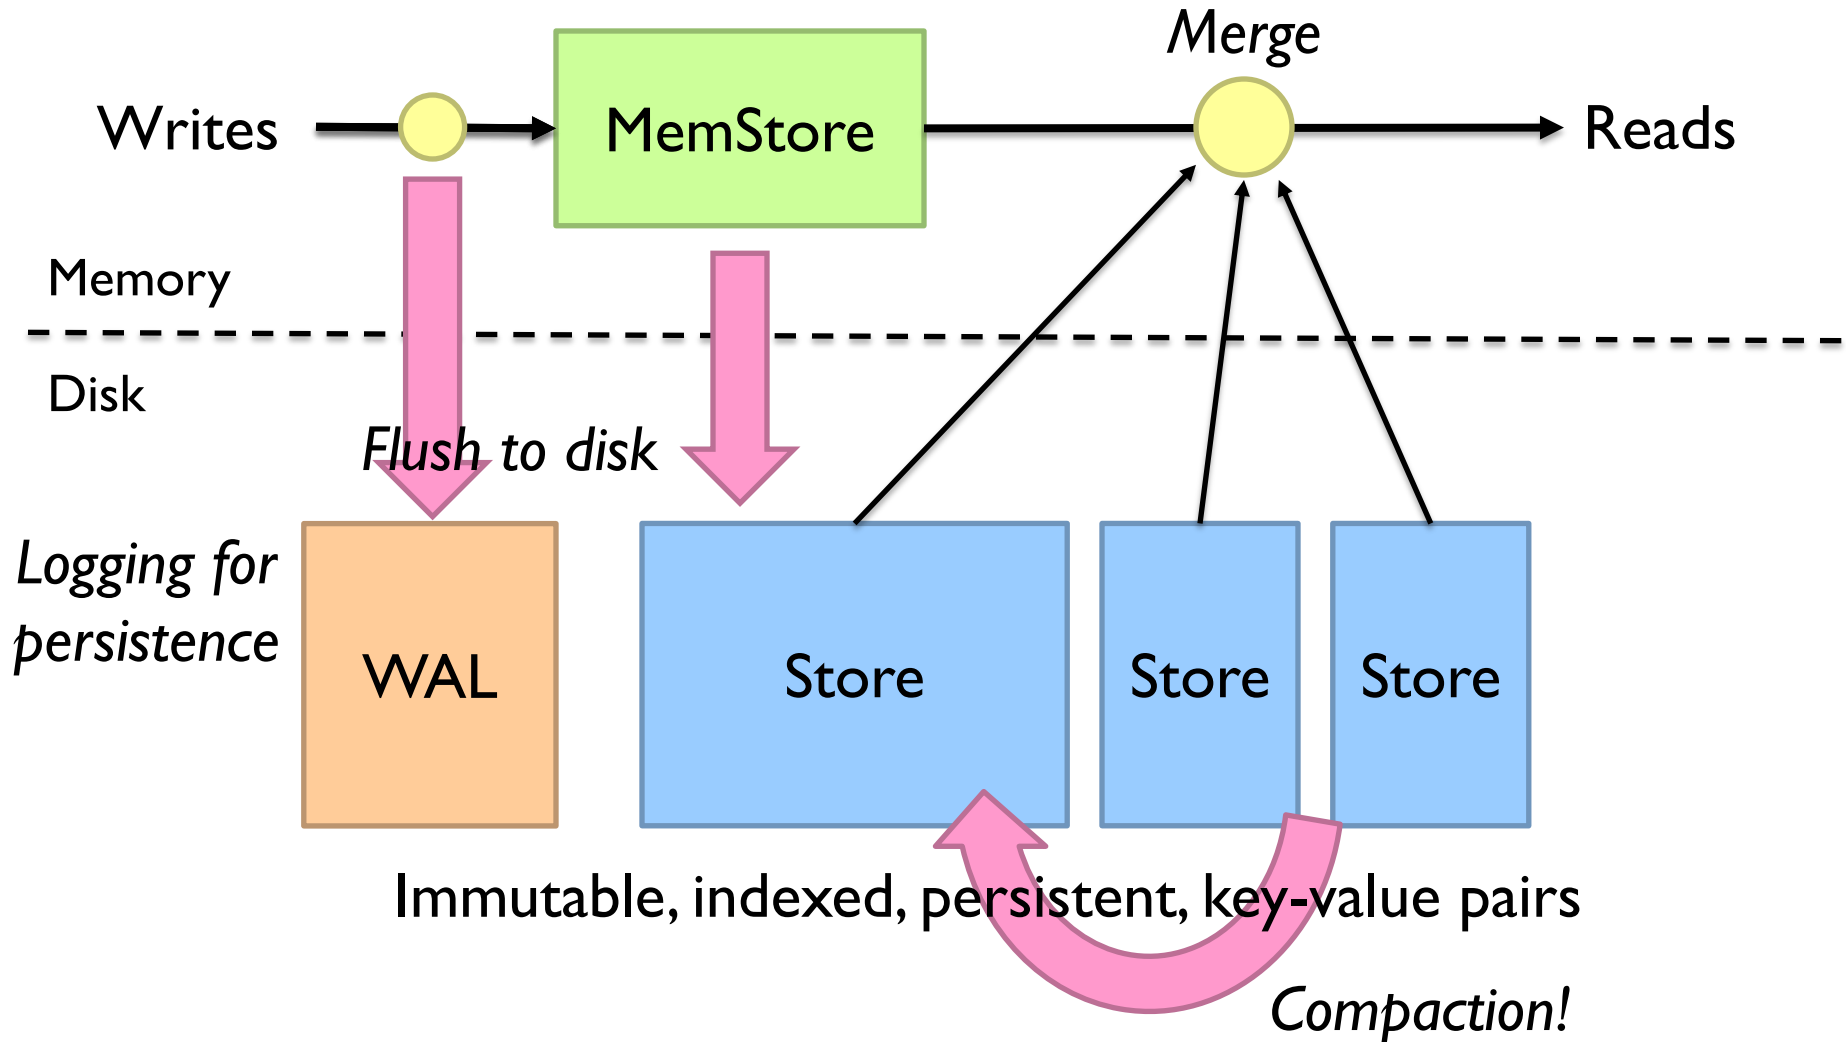 Merge
Writes
MemStore
Reads
Memory
Disk
Flush to disk
Logging for
persistence
WAL
Store
Store
Store
Immutable, indexed, persistent, key-value pairs
Compaction!